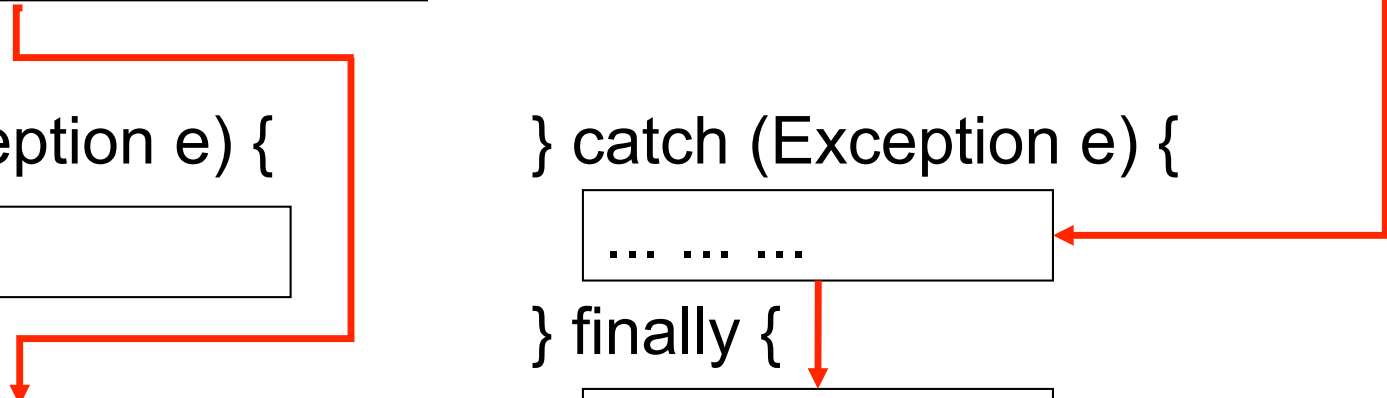 eption e) {
} catch (Exception e) {
... ... ...
} finally {